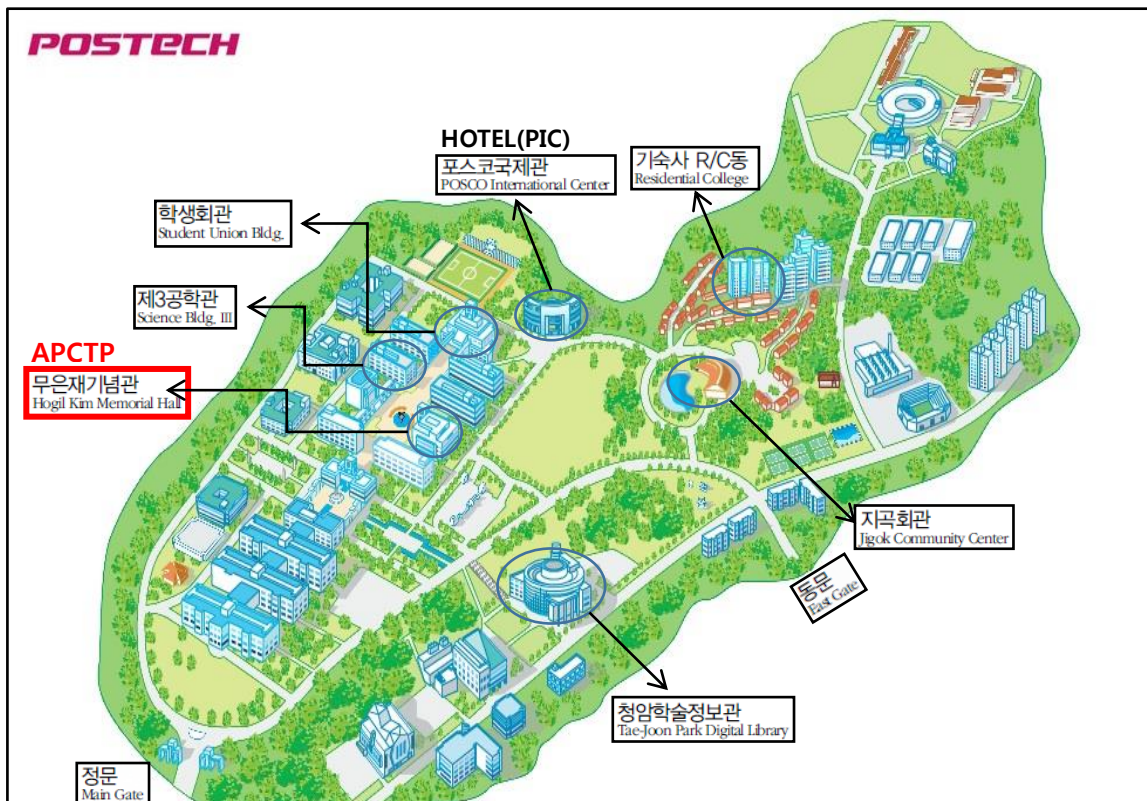 POSTECH
HOTEL(PIC)
포스코국제관
POSCO International Center
기숙사 R/C동
Residential College
학생회관
Student Union Bldg.
제3공학관
Science Bldg. III
APCTP
무은재기념관
Hogil Kim Memorial Hall
지곡회관
Jigok Community Center
동문
East Gate
청암학술정보관
Tae-Joon Park Digital Library
정문
Main Gate